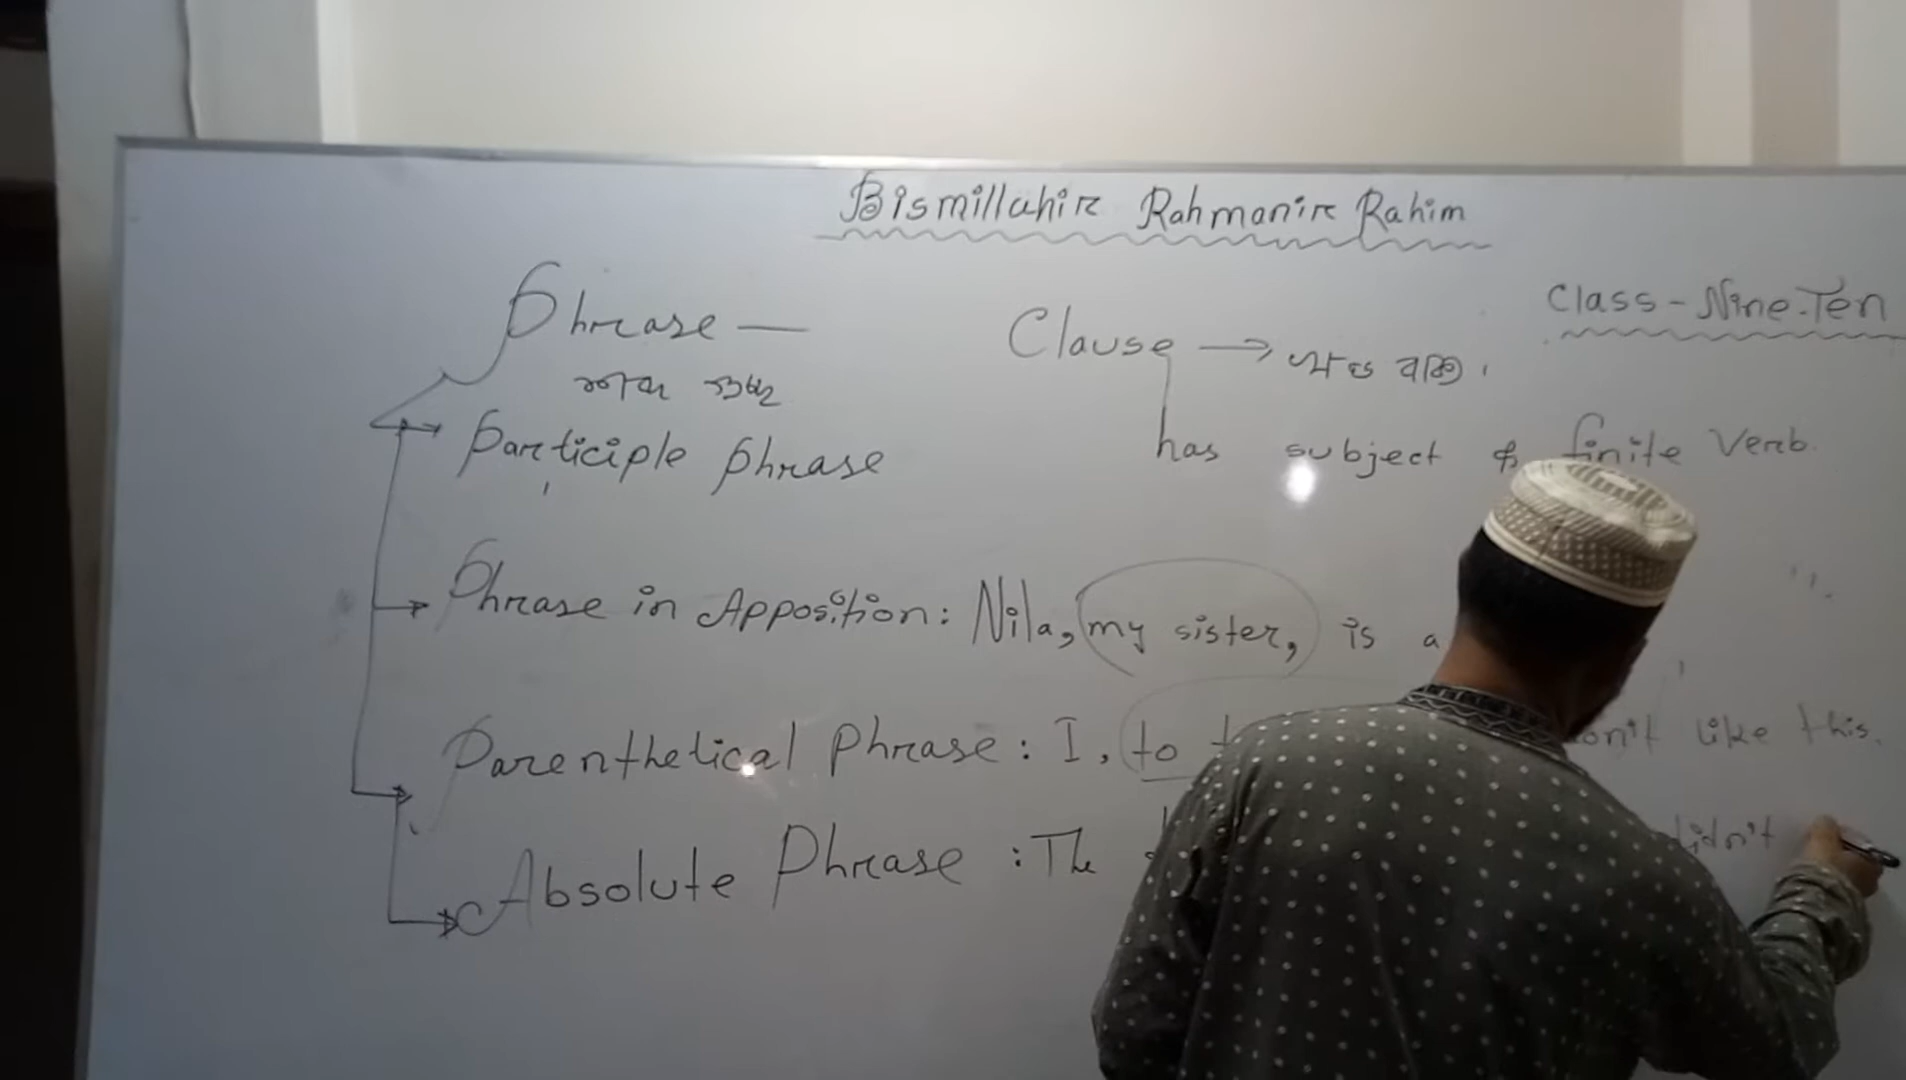 Bismillahir Rahmanir Rahim
Class-Nine-Ten
Phrase —
Clause →
Participle Phrase
has subject & finite Verb.
Phrase in Apposition: Nila, my sister, is a
Parenthetical Phrase: I, to like this.
Absolute Phrase : The didn't